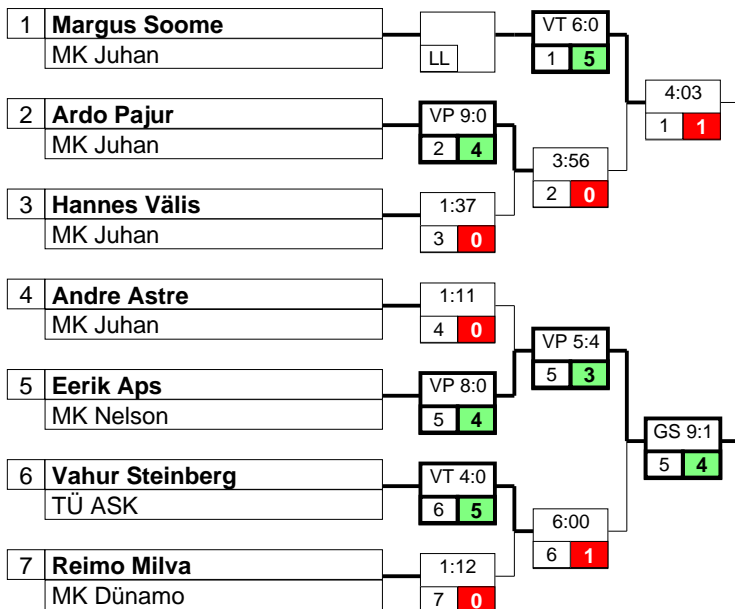 1 Margus Soome
MK Juhan
LL
VT 6:0
1 5
4:03
1 1
2 Ardo Pajur
MK Juhan
VP 9:0
2 4
3:56
2 0
3 Hannes Välis
MK Juhan
1:37
3 0
4 Andre Astre
MK Juhan
1:11
4 0
VP 5:4
5 3
5 Eerik Aps
MK Nelson
VP 8:0
5 4
GS 9:1
5 4
6 Vahur Steinberg
TÜ ASK
VT 4:0
6 5
6:00
6 1
7 Reimo Milva
MK Dünamo
1:12
7 0